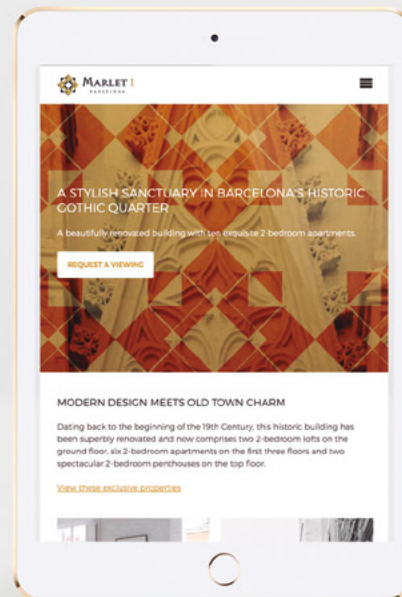 MARLET 1
BARCELONA
A STYLISH SANCTUARY IN BARCELONA'S HISTORIC
GOTHIC QUARTER
A beautifully renovated building with ten exquisite 2-bedroom apartments.
REQUEST A VIEWING
MODERN DESIGN MEETS OLD TOWN CHARM
Dating back to the beginning of the 19th Century, this historic building has
been superbly renovated and now comprises two 2-bedroom lofts on the
ground floor, six 2-bedroom apartments on the first three floors and two
spectacular 2-bedroom penthouses on the top floor.
View these exclusive properties